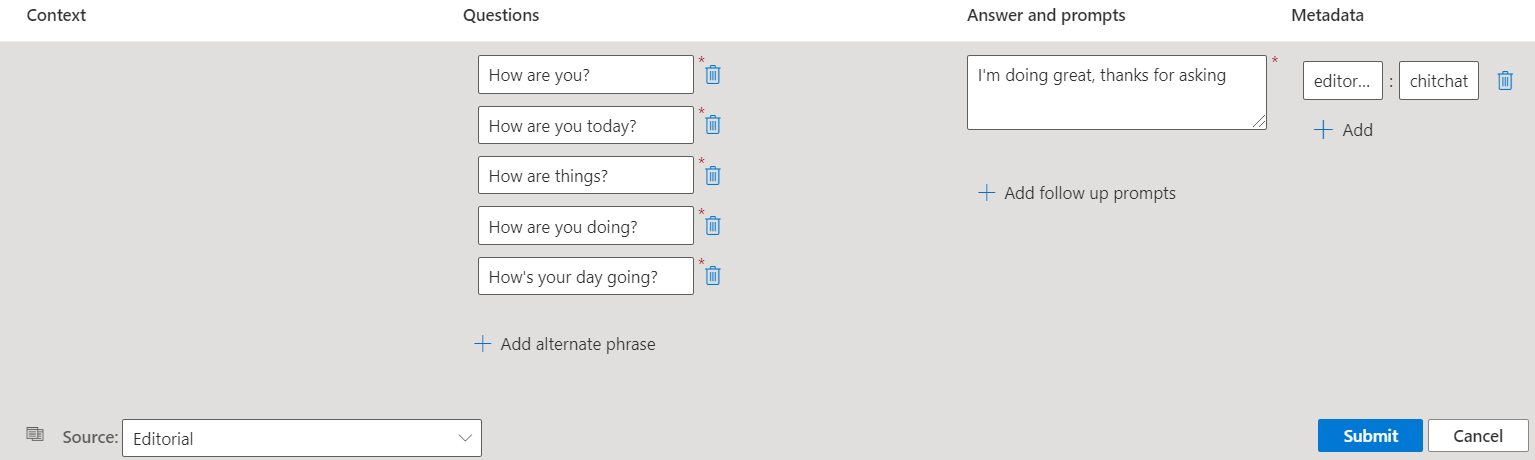 Context Questions Answer and prompts Metadata
How are you? *
I'm doing great, thanks for asking *
editor... : chitchat
How are you today? *
+ Add
How are things? *
+ Add follow up prompts
How are you doing? *
How's your day going? *
+ Add alternate phrase
Source: Editorial
Submit Cancel